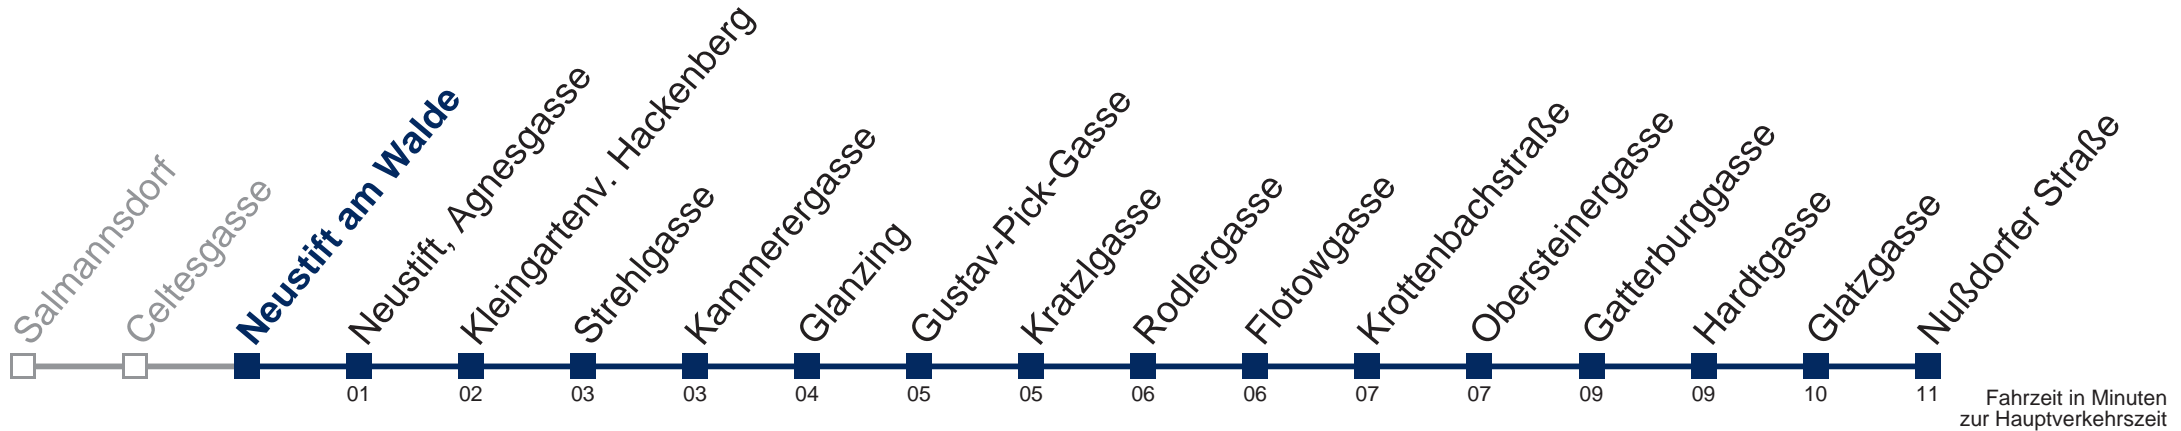 Salmannsdorf
Celtesgasse
Neustift am Walde
Neustift, Agnesgasse
Kleingartenv. Hackenberg
Strehlgasse
Kammerergasse
Glanzing
Gustav-Pick-Gasse
Kratzlgasse
Rodlergasse
Flotowgasse
Krottenbachstraße
Obersteinergasse
Gatterburggasse
Hardtgasse
Glatzgasse
Nußdorfer Straße
01 02 03 03 04 05 05 06 06 07 07 09 09 10 11
Fahrzeit in Minuten
zur Hauptverkehrszeit